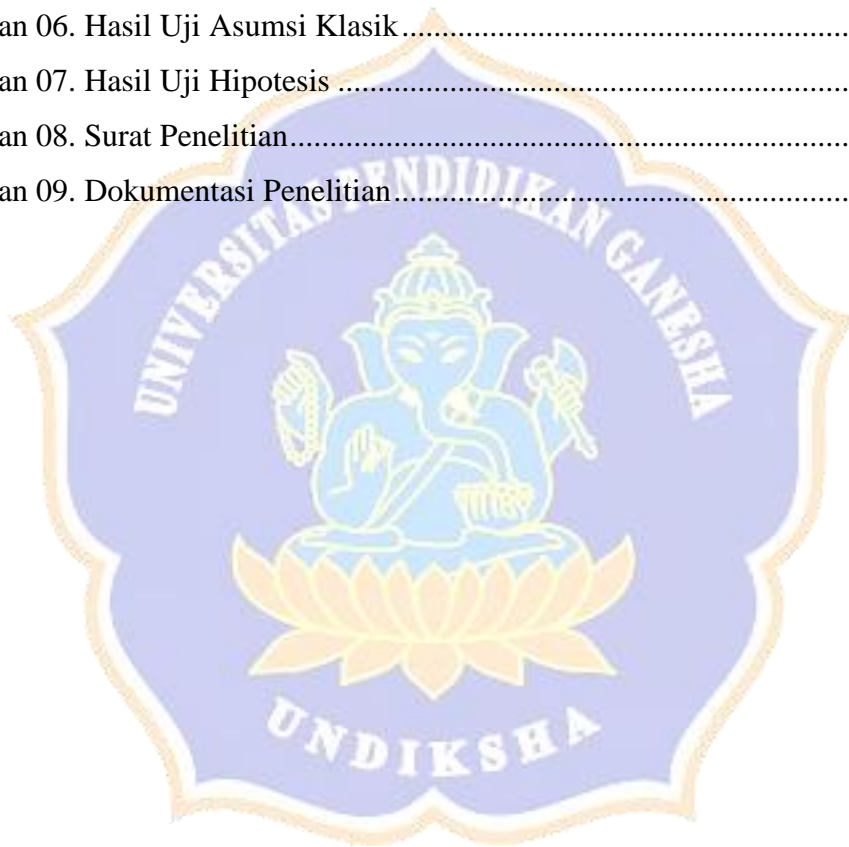 an 06. Hasil Uji Asumsi Klasik..........................................................
an 07. Hasil Uji Hipotesis ..................................................................
an 08. Surat Penelitian........................................................................
an 09. Dokumentasi Penelitian...........................................................
UNIVERSITAS PENDIDIKAN GANESHA
UNDIKSHA